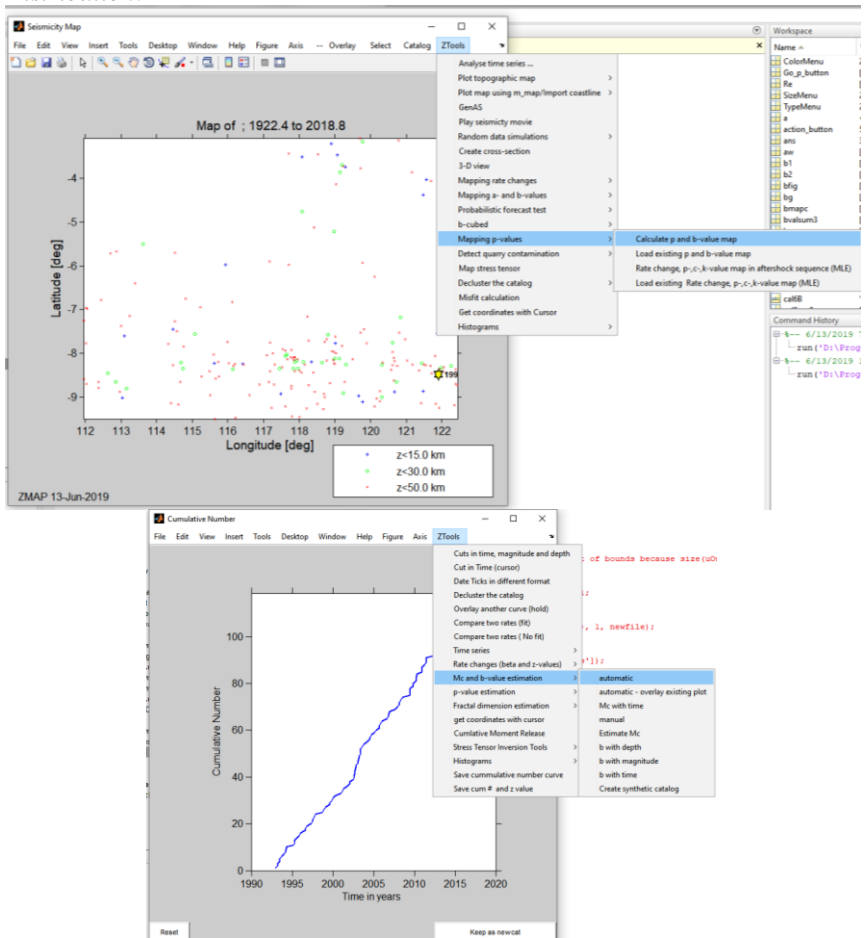 Seismicity Map
File Edit View Insert Tools Desktop Window Help Figure Axis -- Overlay Select Catalog ZTools
Map of ; 1922.4 to 2018.8
-4
-5
-6
-7
-8
-9
Latitude [deg]
199
112 113 114 115 116 117 118 119 120 121 122
Longitude [deg]
z<15.0 km
z<30.0 km
z<50.0 km
ZMAP 13-Jun-2019
Analyse time series ...
Plot topographic map
Plot map using m_map/Import coastline
GenAS
Play seismicty movie
Random data simulations
Create cross-section
3-D view
Mapping rate changes
Mapping a- and b-values
Probabilistic forecast test
b-cubed
Mapping p-values
Detect quarry contamination
Map stress tensor
Decluster the catalog
Misfit calculation
Get coordinates with Cursor
Histograms
Calculate p and b-value map
Load existing p and b-value map
Rate change, p-,c-,k-value map in aftershock sequence (MLE)
Load existing Rate change, p-,c-,k-value map (MLE)
Workspace
Name
ColorMenu
Go_p_button
Re
SizeMenu
TypeMenu
a
action_button
ans
aw
b1
b2
bfig
bg
bmapc
bvalsum3
cal6B
Command History
%-- 6/13/2019
run('D:\Prog
%-- 6/13/2019
run('D:\Prog
Cumulative Number
File Edit View Insert Tools Desktop Window Help Figure Axis ZTools
100
80
60
40
20
0
Cumulative Number
1990 1995 2000 2005 2010 2015 2020
Time in years
Reset
Keep as newcat
Cuts in time, magnitude and depth
Cut in Time (cursor)
Date Ticks in different format
Decluster the catalog
Overlay another curve (hold)
Compare two rates (fit)
Compare two rates ( No fit)
Time series
Rate changes (beta and z-values)
Mc and b-value estimation
p-value estimation
Fractal dimension estimation
get coordinates with cursor
Cumlative Moment Release
Stress Tensor Inversion Tools
Histograms
Save cummulative number curve
Save cum # and z value
automatic
automatic - overlay existing plot
Mc with time
manual
Estimate Mc
b with depth
b with magnitude
b with time
Create synthetic catalog
of bounds because size(uO
, 1, newfile);
']);